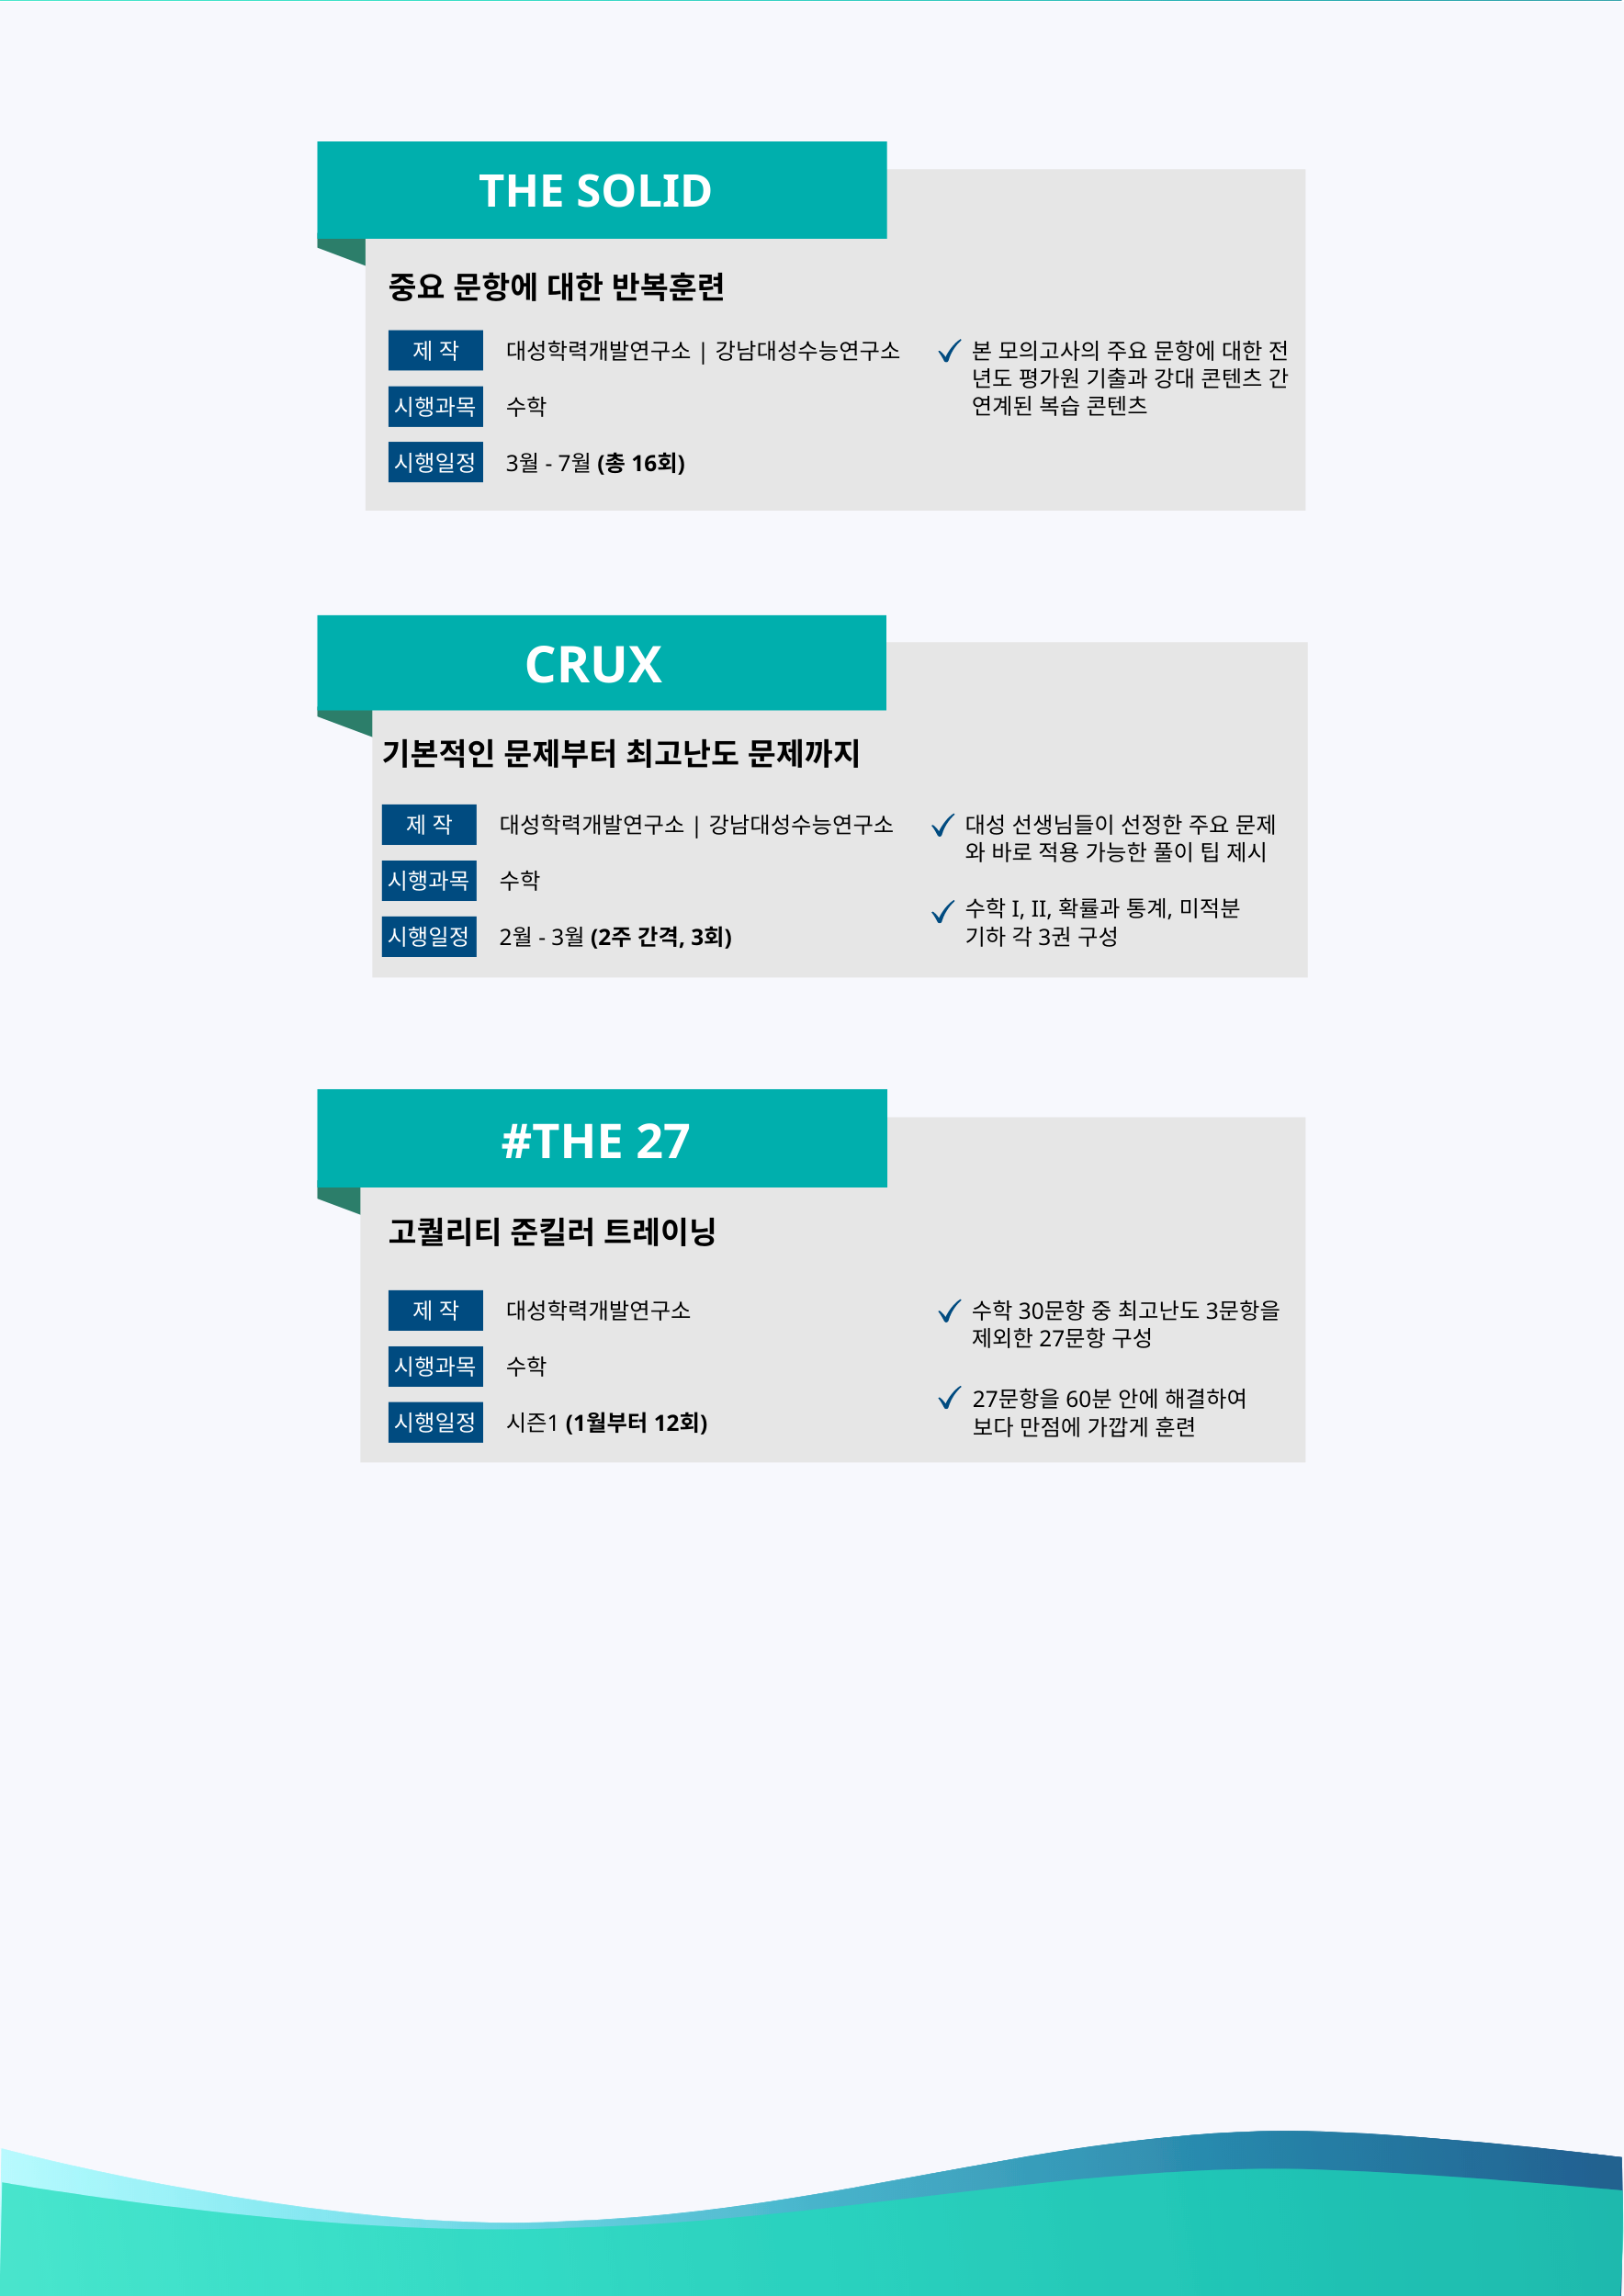 THE SOLID
중요 문항에 대한 반복훈련
제 작
대성학력개발연구소 | 강남대성수능연구소
시행과목
수학
시행일정
3월 - 7월 (총 16회)
본 모의고사의 주요 문항에 대한 전
년도 평가원 기출과 강대 콘텐츠 간
연계된 복습 콘텐츠
CRUX
기본적인 문제부터 최고난도 문제까지
제 작
대성학력개발연구소 | 강남대성수능연구소
시행과목
수학
시행일정
2월 - 3월 (2주 간격, 3회)
대성 선생님들이 선정한 주요 문제
와 바로 적용 가능한 풀이 팁 제시
수학 I, II, 확률과 통계, 미적분
기하 각 3권 구성
#THE 27
고퀄리티 준킬러 트레이닝
제 작
대성학력개발연구소
시행과목
수학
시행일정
시즌1 (1월부터 12회)
수학 30문항 중 최고난도 3문항을
제외한 27문항 구성
27문항을 60분 안에 해결하여
보다 만점에 가깝게 훈련